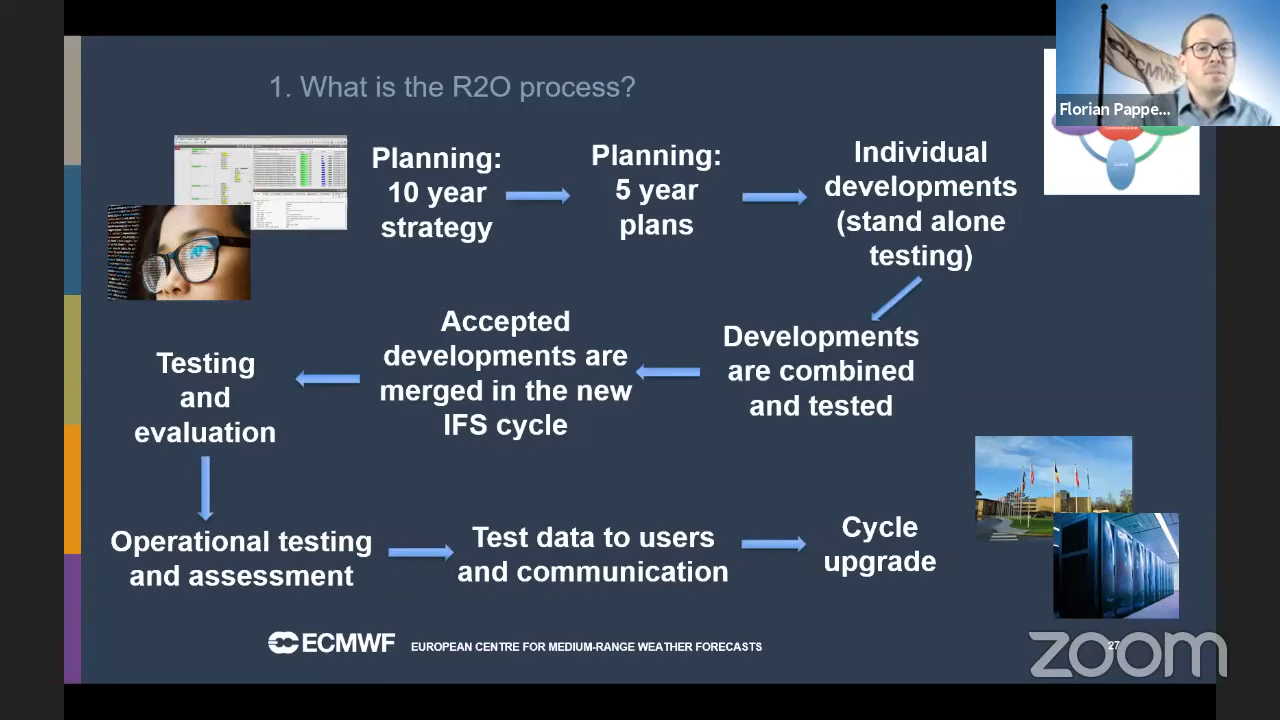 1. What is the R2O process?
Florian Pappe...
Planning:
10 year
strategy
Planning:
5 year
plans
Individual
developments
(stand alone
testing)
Developments
are combined
and tested
Accepted
developments are
merged in the new
IFS cycle
Testing
and
evaluation
Operational testing
and assessment
Test data to users
and communication
Cycle
upgrade
ECMWF
EUROPEAN CENTRE FOR MEDIUM-RANGE WEATHER FORECASTS
27
zoom